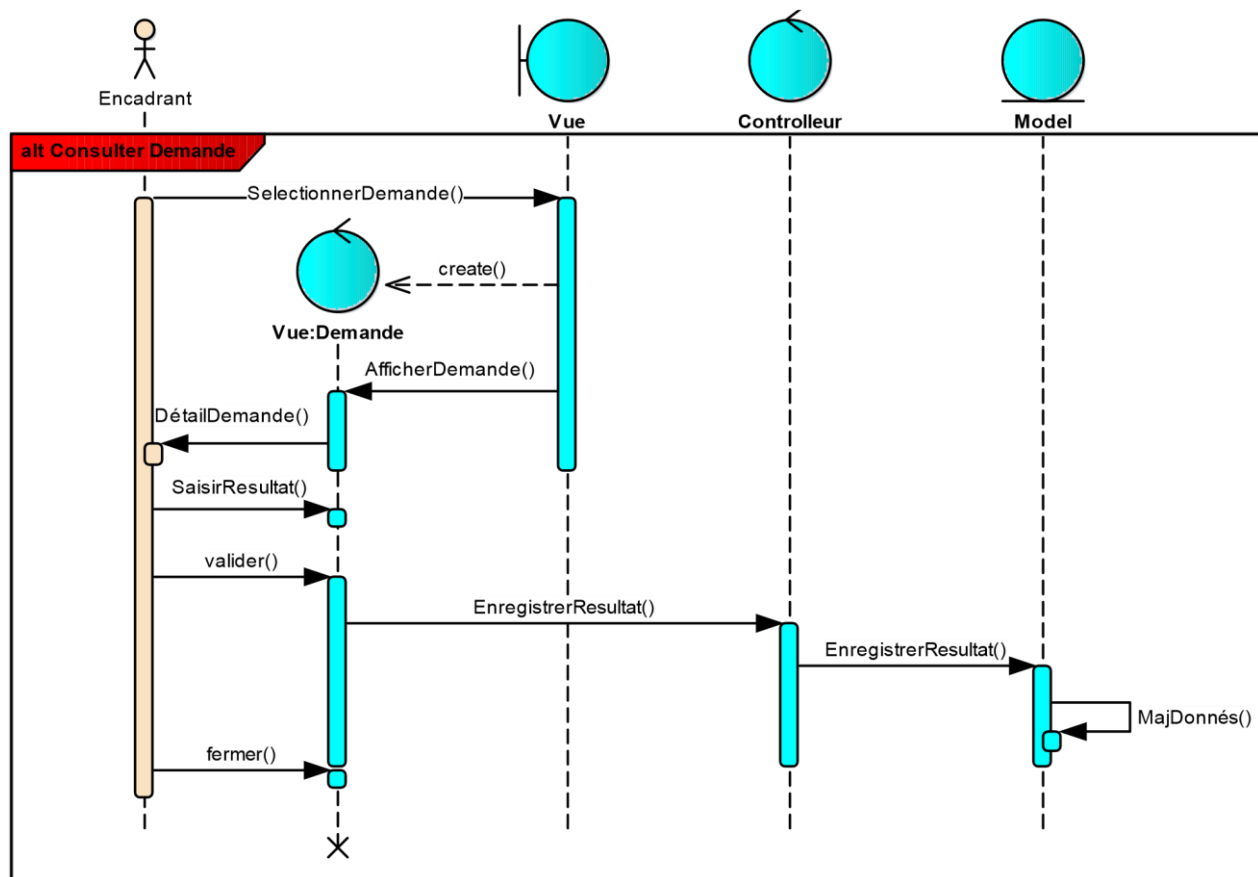 Encadrant
Vue
Controlleur
Model
alt Consulter Demande
SelectionnerDemande()
create()
Vue:Demande
AfficherDemande()
DétailDemande()
SaisirResultat()
valider()
EnregistrerResultat()
EnregistrerResultat()
MajDonnés()
fermer()